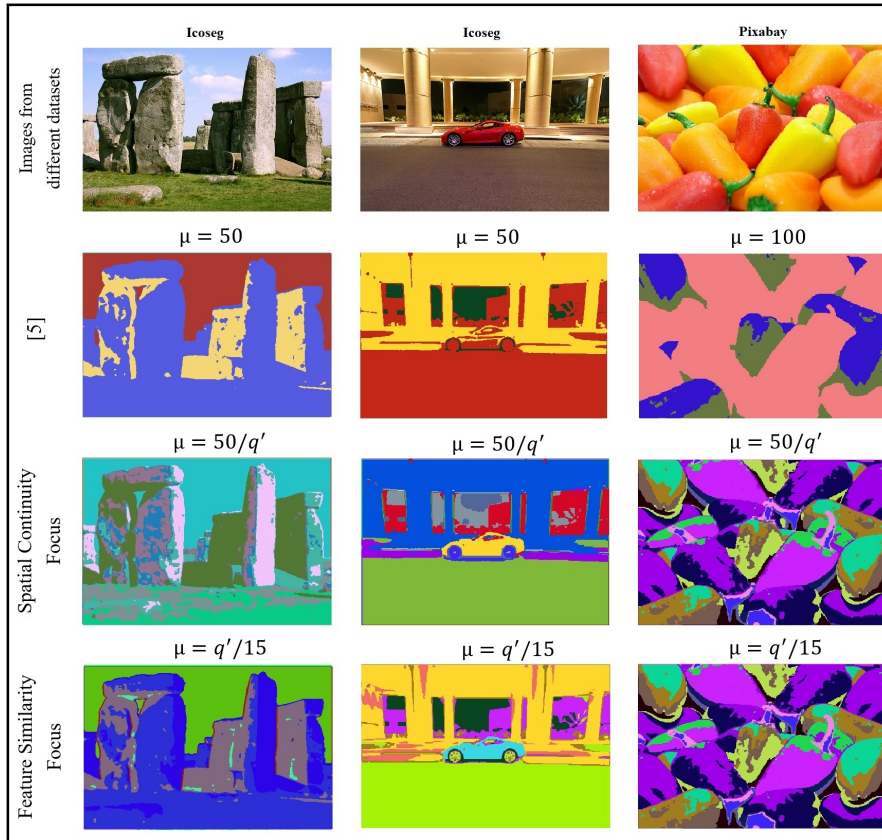 Icoseg
Icoseg
Pixabay
Images from
different datasets
μ = 50
μ = 50
μ = 100
[5]
μ = 50/q′
μ = 50/q′
μ = 50/q′
Spatial Continuity
Focus
μ = q′/15
μ = q′/15
μ = q′/15
Feature Similarity
Focus